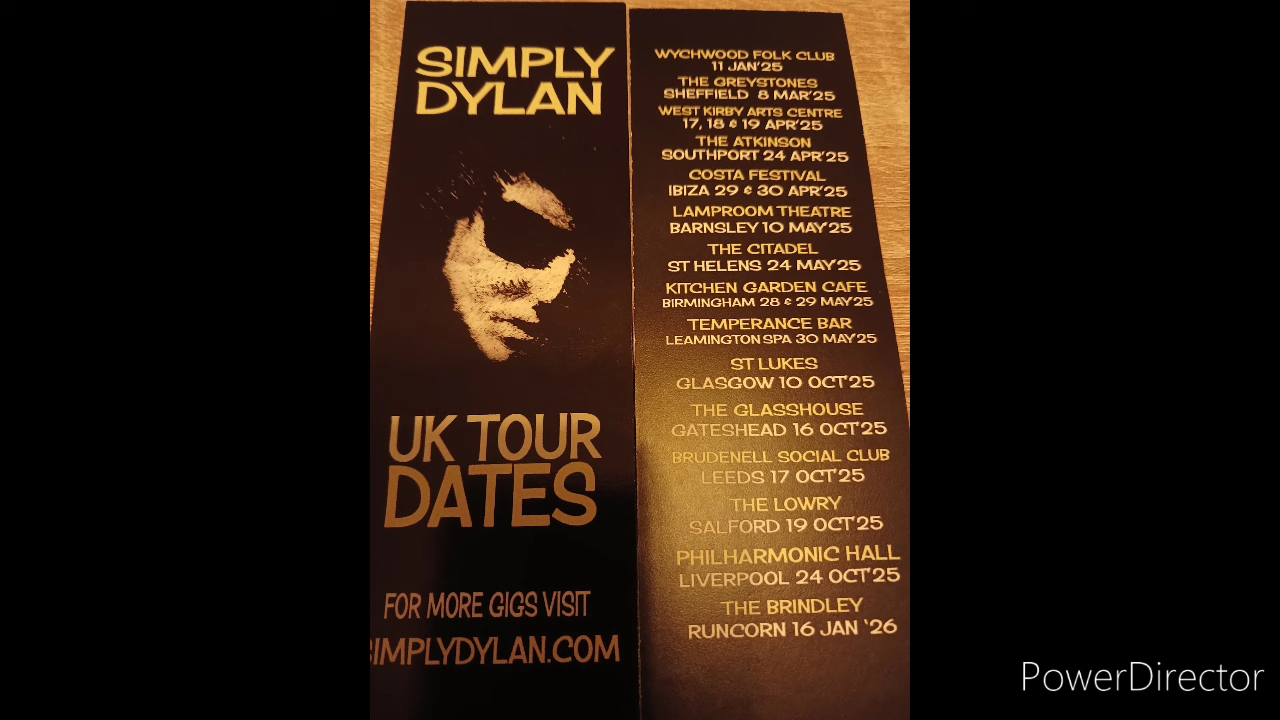 SIMPLY
DYLAN
UK TOUR
DATES
FOR MORE GIGS VISIT
SIMPLYDYLAN.COM
WYCHWOOD FOLK CLUB
11 JAN'25
THE GREYSTONES
SHEFFIELD 8 MAR'25
WEST KIRBY ARTS CENTRE
17, 18 & 19 APR'25
THE ATKINSON
SOUTHPORT 24 APR'25
COSTA FESTIVAL
IBIZA 29 & 30 APR'25
LAMPROOM THEATRE
BARNSLEY 10 MAY'25
THE CITADEL
ST HELENS 24 MAY'25
KITCHEN GARDEN CAFE
BIRMINGHAM 28 & 29 MAY'25
TEMPERANCE BAR
LEAMINGTON SPA 30 MAY'25
ST LUKES
GLASGOW 10 OCT'25
THE GLASSHOUSE
GATESHEAD 16 OCT'25
BRUDENELL SOCIAL CLUB
LEEDS 17 OCT'25
THE LOWRY
SALFORD 19 OCT'25
PHILHARMONIC HALL
LIVERPOOL 24 OCT'25
THE BRINDLEY
RUNCORN 16 JAN '26
PowerDirector